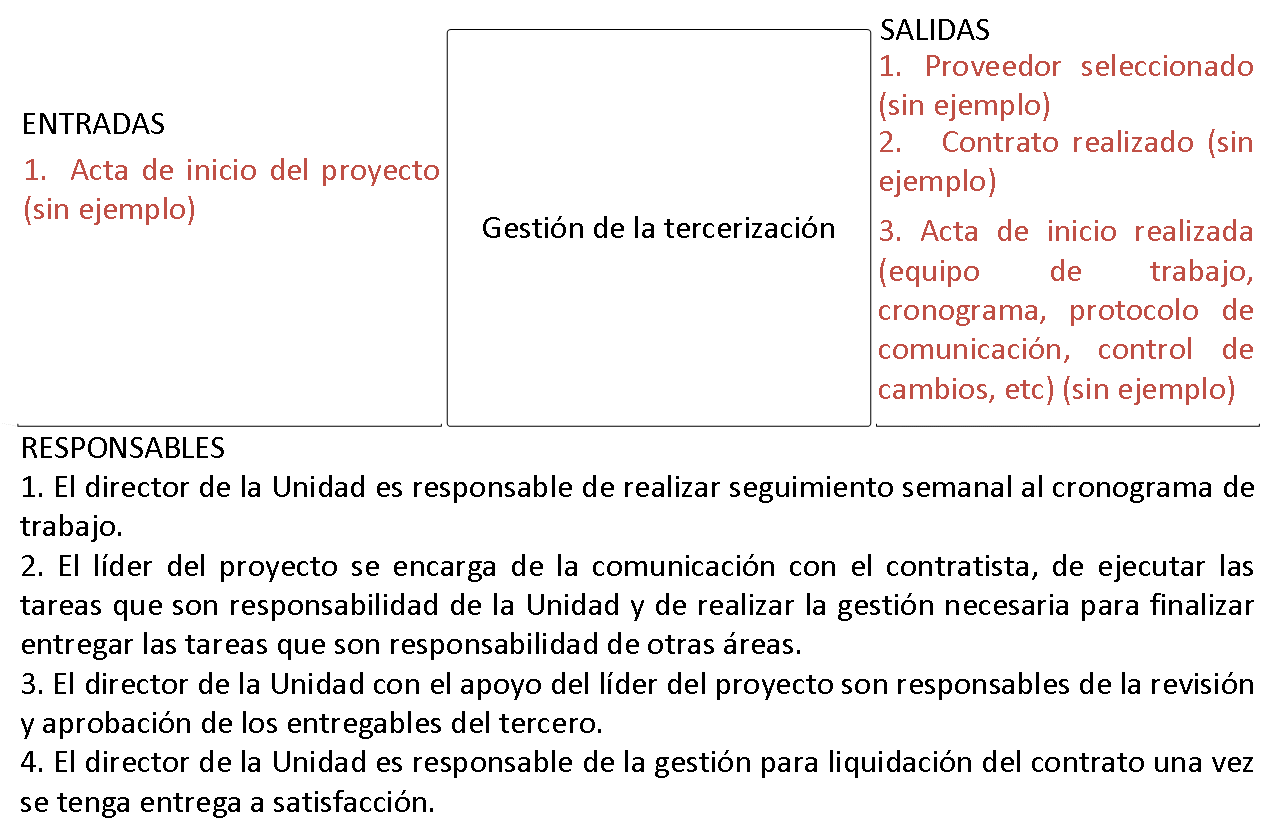 ENTRADAS
1. Acta de inicio del proyecto
(sin ejemplo)
Gestión de la tercerización
SALIDAS
1. Proveedor seleccionado
(sin ejemplo)
2. Contrato realizado (sin
ejemplo)
3. Acta de inicio realizada
(equipo de trabajo,
cronograma, protocolo de
comunicación, control de
cambios, etc) (sin ejemplo)
RESPONSABLES
1. El director de la Unidad es responsable de realizar seguimiento semanal al cronograma de
trabajo.
2. El líder del proyecto se encarga de la comunicación con el contratista, de ejecutar las
tareas que son responsabilidad de la Unidad y de realizar la gestión necesaria para finalizar
entregar las tareas que son responsabilidad de otras áreas.
3. El director de la Unidad con el apoyo del líder del proyecto son responsables de la revisión
y aprobación de los entregables del tercero.
4. El director de la Unidad es responsable de la gestión para liquidación del contrato una vez
se tenga entrega a satisfacción.